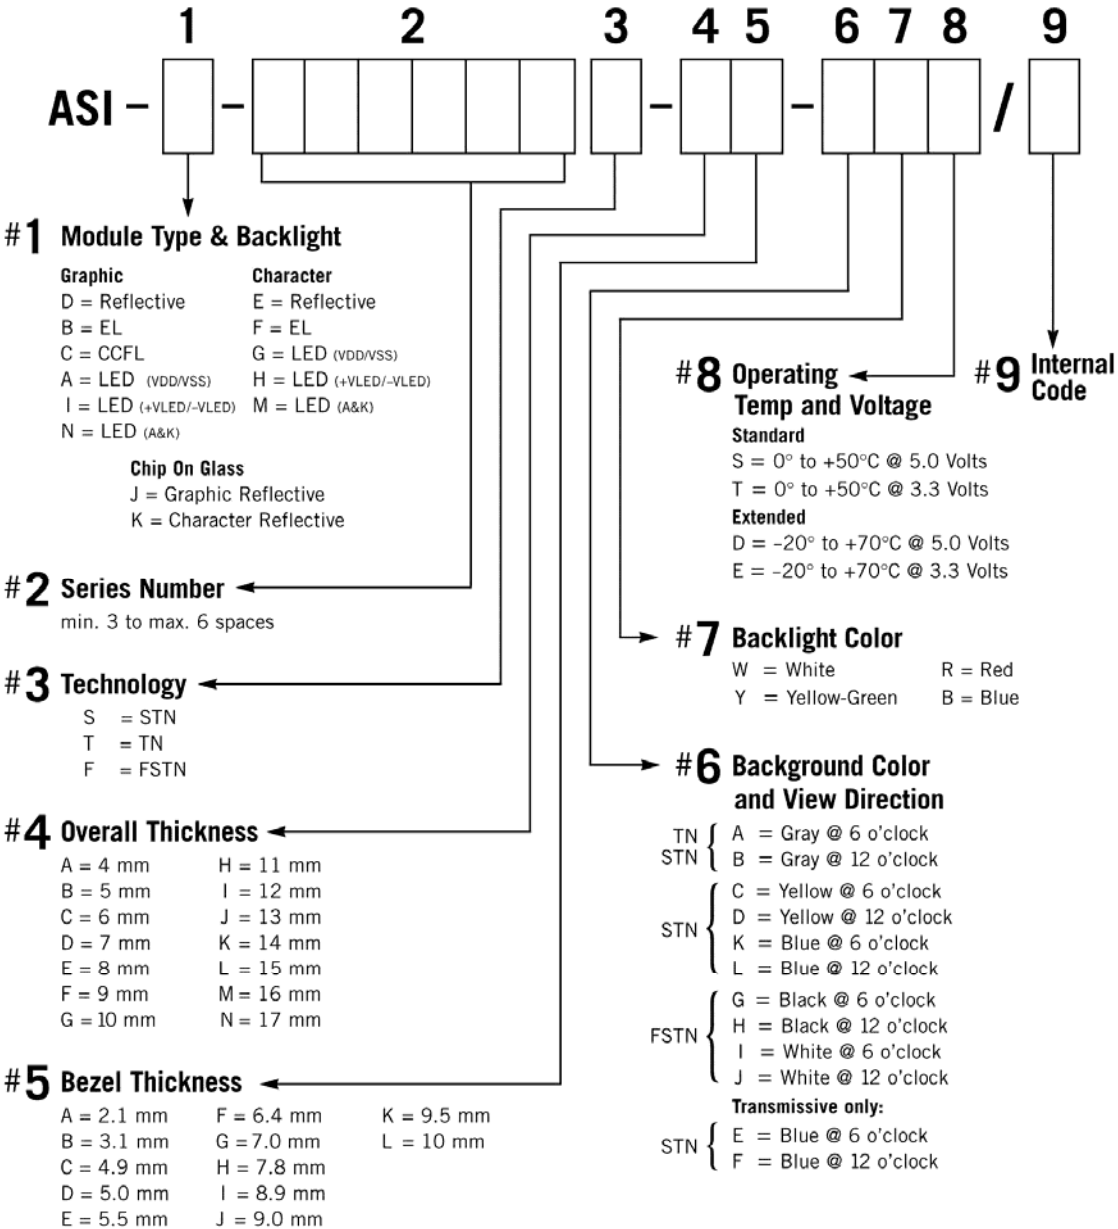 1 2 3 4 5 6 7 8 9
ASI – – – – /
#1 Module Type & Backlight
Graphic
D = Reflective
B = EL
C = CCFL
A = LED (VDD/VSS)
I = LED (+VLED/–VLED)
N = LED (A&K)
Character
E = Reflective
F = EL
G = LED (VDD/VSS)
H = LED (+VLED/–VLED)
M = LED (A&K)
Chip On Glass
J = Graphic Reflective
K = Character Reflective
#2 Series Number
min. 3 to max. 6 spaces
#3 Technology
S = STN
T = TN
F = FSTN
#4 Overall Thickness
A = 4 mm
B = 5 mm
C = 6 mm
D = 7 mm
E = 8 mm
F = 9 mm
G = 10 mm
H = 11 mm
I = 12 mm
J = 13 mm
K = 14 mm
L = 15 mm
M = 16 mm
N = 17 mm
#5 Bezel Thickness
A = 2.1 mm
B = 3.1 mm
C = 4.9 mm
D = 5.0 mm
E = 5.5 mm
F = 6.4 mm
G = 7.0 mm
H = 7.8 mm
I = 8.9 mm
J = 9.0 mm
K = 9.5 mm
L = 10 mm
#8 Operating
Temp and Voltage
Standard
S = 0° to +50°C @ 5.0 Volts
T = 0° to +50°C @ 3.3 Volts
Extended
D = –20° to +70°C @ 5.0 Volts
E = –20° to +70°C @ 3.3 Volts
#9 Internal
Code
#7 Backlight Color
W = White R = Red
Y = Yellow-Green B = Blue
#6 Background Color
and View Direction
TN
STN
A = Gray @ 6 o'clock
B = Gray @ 12 o'clock
STN
C = Yellow @ 6 o'clock
D = Yellow @ 12 o'clock
K = Blue @ 6 o'clock
L = Blue @ 12 o'clock
FSTN
G = Black @ 6 o'clock
H = Black @ 12 o'clock
I = White @ 6 o'clock
J = White @ 12 o'clock
Transmissive only:
STN
E = Blue @ 6 o'clock
F = Blue @ 12 o'clock